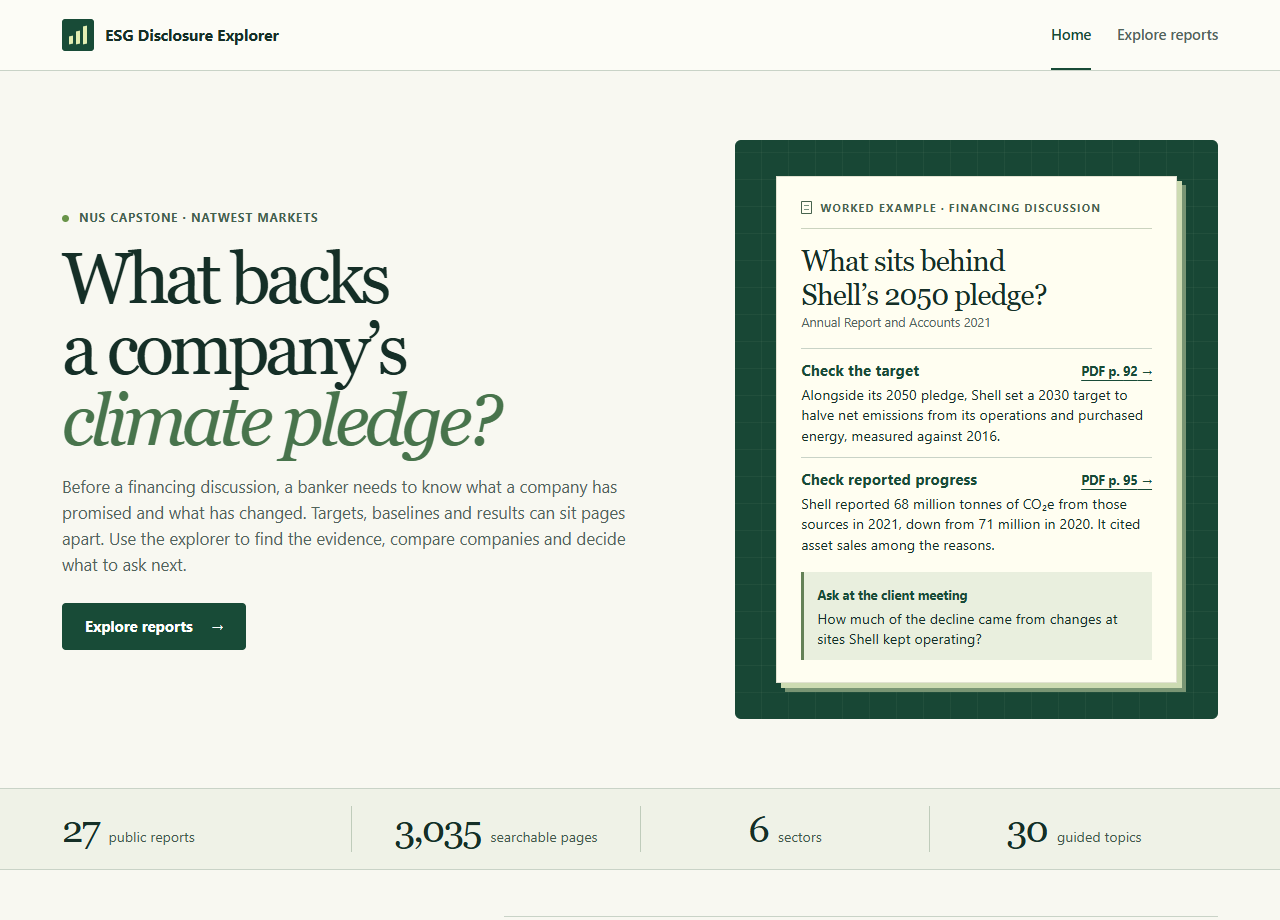 ESG Disclosure Explorer
Home
Explore reports
NUS CAPSTONE · NATWEST MARKETS
What backs
a company’s
climate pledge?
Before a financing discussion, a banker needs to know what a company has
promised and what has changed. Targets, baselines and results can sit pages
apart. Use the explorer to find the evidence, compare companies and decide
what to ask next.
Explore reports →
WORKED EXAMPLE · FINANCING DISCUSSION
What sits behind
Shell’s 2050 pledge?
Annual Report and Accounts 2021
Check the target
PDF p. 92 →
Alongside its 2050 pledge, Shell set a 2030 target to
halve net emissions from its operations and purchased
energy, measured against 2016.
Check reported progress
PDF p. 95 →
Shell reported 68 million tonnes of CO₂e from those
sources in 2021, down from 71 million in 2020. It cited
asset sales among the reasons.
Ask at the client meeting
How much of the decline came from changes at
sites Shell kept operating?
27 public reports
3,035 searchable pages
6 sectors
30 guided topics